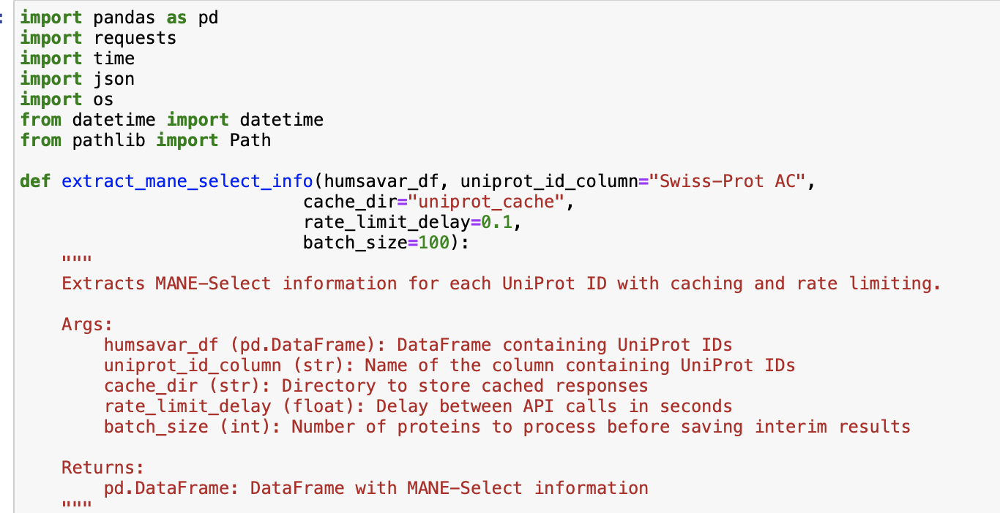 import pandas as pd
import requests
import time
import json
import os
from datetime import datetime
from pathlib import Path
def extract_mane_select_info(humsavar_df, uniprot_id_column="Swiss-Prot AC",
cache_dir="uniprot_cache",
rate_limit_delay=0.1,
batch_size=100):
"""
Extracts MANE-Select information for each UniProt ID with caching and rate limiting.
Args:
humsavar_df (pd.DataFrame): DataFrame containing UniProt IDs
uniprot_id_column (str): Name of the column containing UniProt IDs
cache_dir (str): Directory to store cached responses
rate_limit_delay (float): Delay between API calls in seconds
batch_size (int): Number of proteins to process before saving interim results
Returns:
pd.DataFrame: DataFrame with MANE-Select information
"""